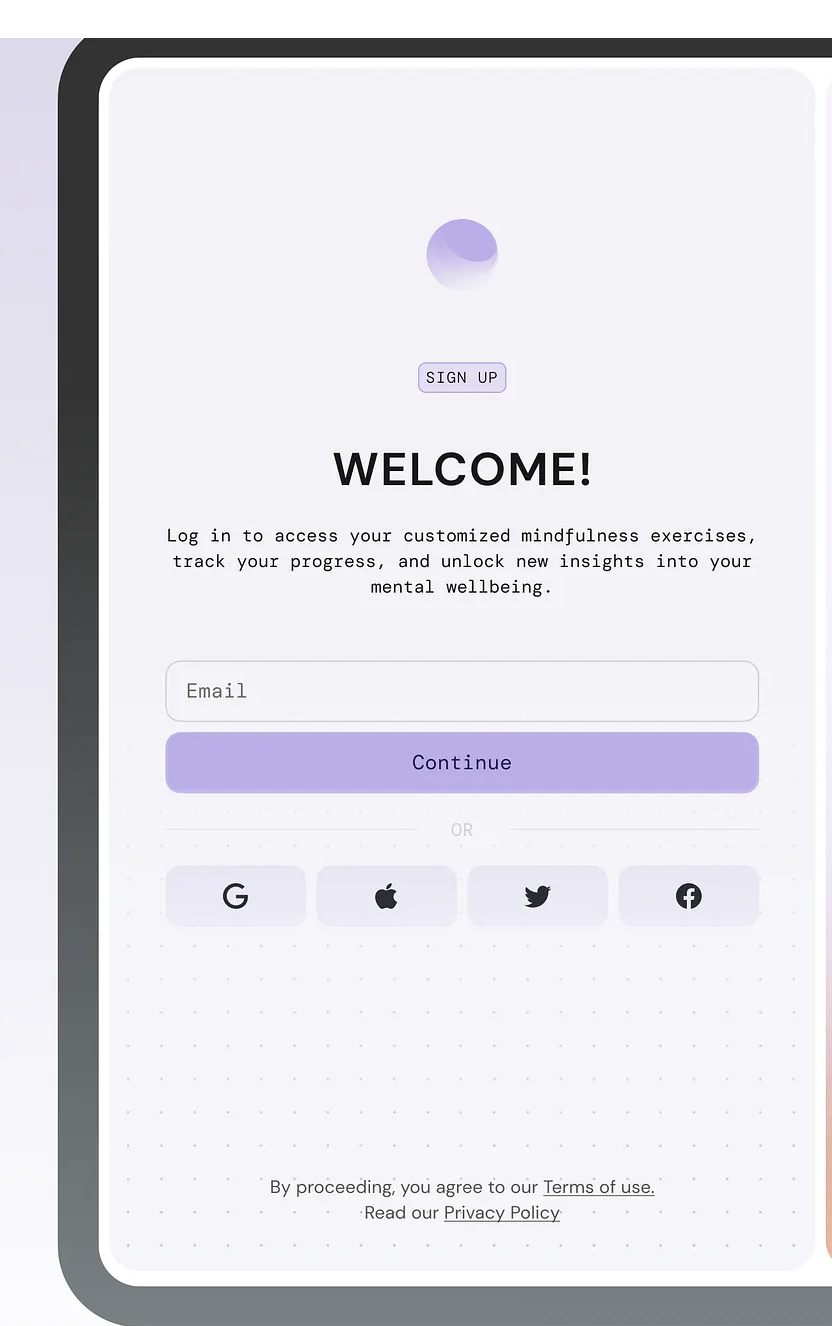 SIGN UP
WELCOME!
Log in to access your customized mindfulness exercises,
track your progress, and unlock new insights into your
mental wellbeing.
Email
Continue
OR
By proceeding, you agree to our Terms of use.
Read our Privacy Policy